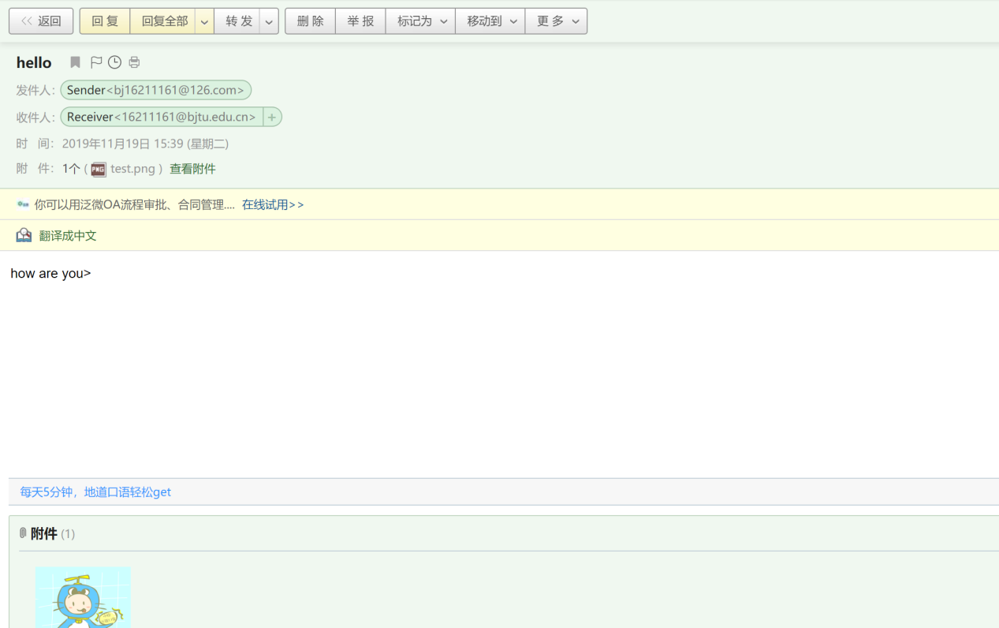 << 返回 回 复 回复全部 转 发 删 除 举 报 标记为 移动到 更 多
hello
发件人: Sender<bj16211161@126.com>
收件人: Receiver<16211161@bjtu.edu.cn> +
时 间: 2019年11月19日 15:39 (星期二)
附 件: 1个 ( PNG test.png ) 查看附件
你可以用泛微OA流程审批、合同管理.... 在线试用>>
翻译成中文
how are you>
每天5分钟，地道口语轻松get
附件 (1)